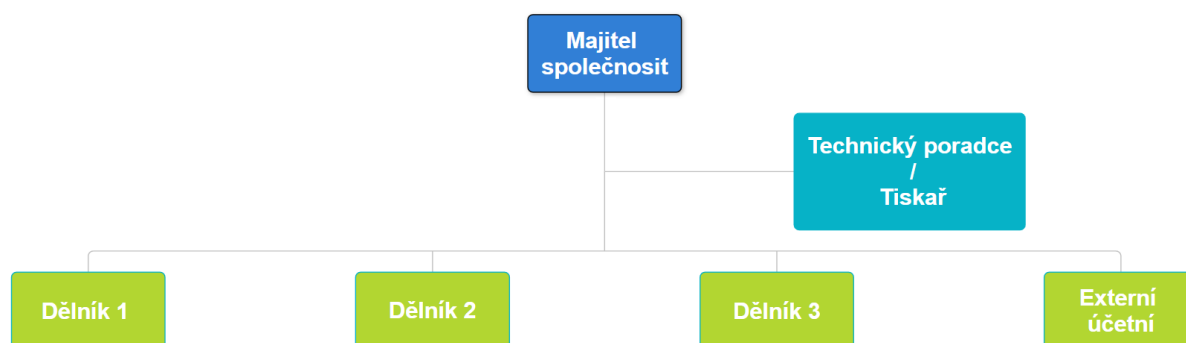 Majitel
společnosit
Technický poradce
/
Tiskař
Dělník 1
Dělník 2
Dělník 3
Externí
účetní